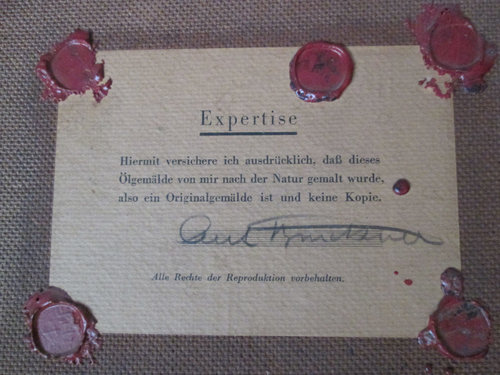 Expertise
Hiermit versichere ich ausdrücklich, daß dieses
Ölgemälde von mir nach der Natur gemalt wurde,
also ein Originalgemälde ist und keine Kopie.
Alle Rechte der Reproduktion vorbehalten.